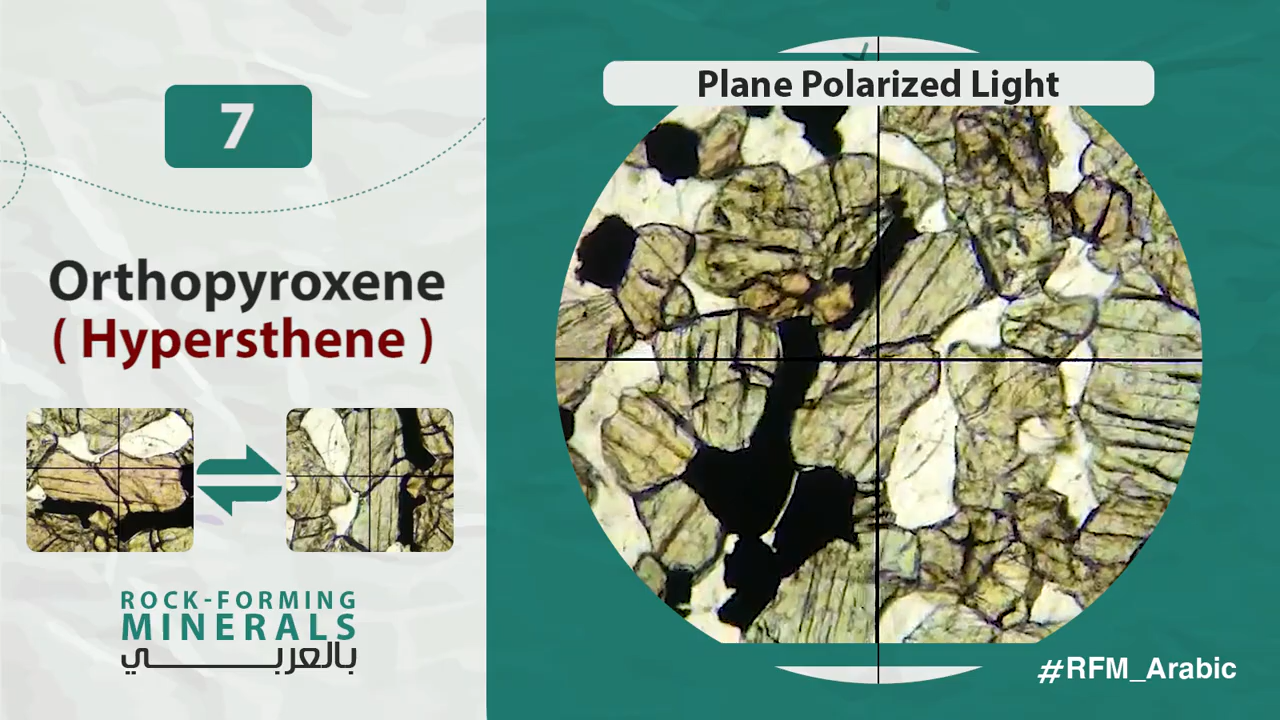 7
Orthopyroxene
( Hypersthene )
ROCK-FORMING
MINERALS
بالعربي
Plane Polarized Light
#RFM_Arabic